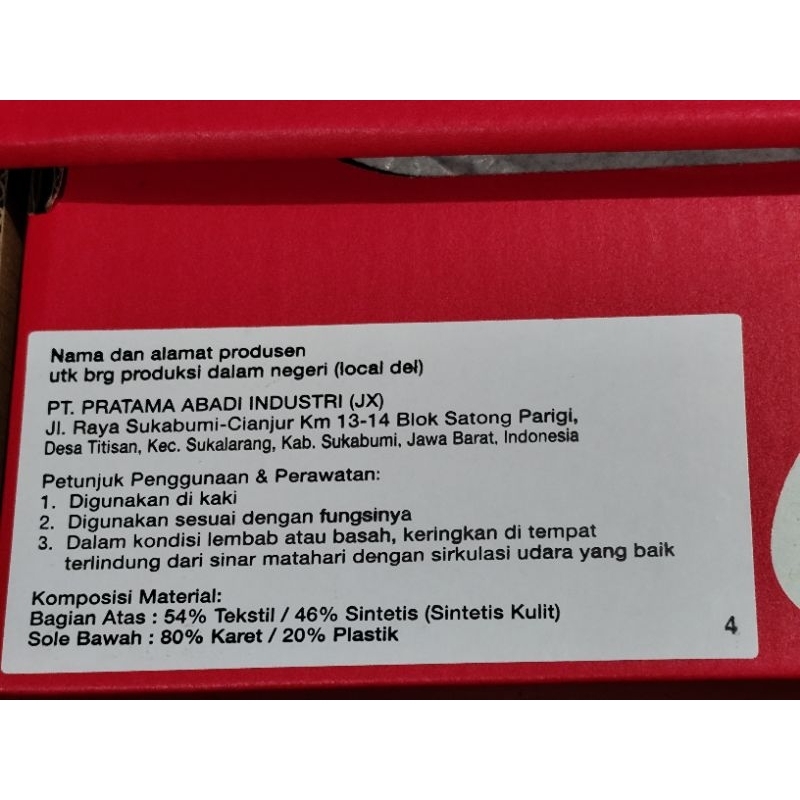 Nama dan alamat produsen
utk brg produksi dalam negeri (local del)
PT. PRATAMA ABADI INDUSTRI (JX)
Jl. Raya Sukabumi-Cianjur Km 13-14 Blok Satong Parigi,
Desa Titisan, Kec. Sukalarang, Kab. Sukabumi, Jawa Barat, Indonesia
Petunjuk Penggunaan & Perawatan:
1. Digunakan di kaki
2. Digunakan sesuai dengan fungsinya
3. Dalam kondisi lembab atau basah, keringkan di tempat
terlindung dari sinar matahari dengan sirkulasi udara yang baik
Komposisi Material:
Bagian Atas : 54% Tekstil / 46% Sintetis (Sintetis Kulit)
Sole Bawah : 80% Karet / 20% Plastik
4